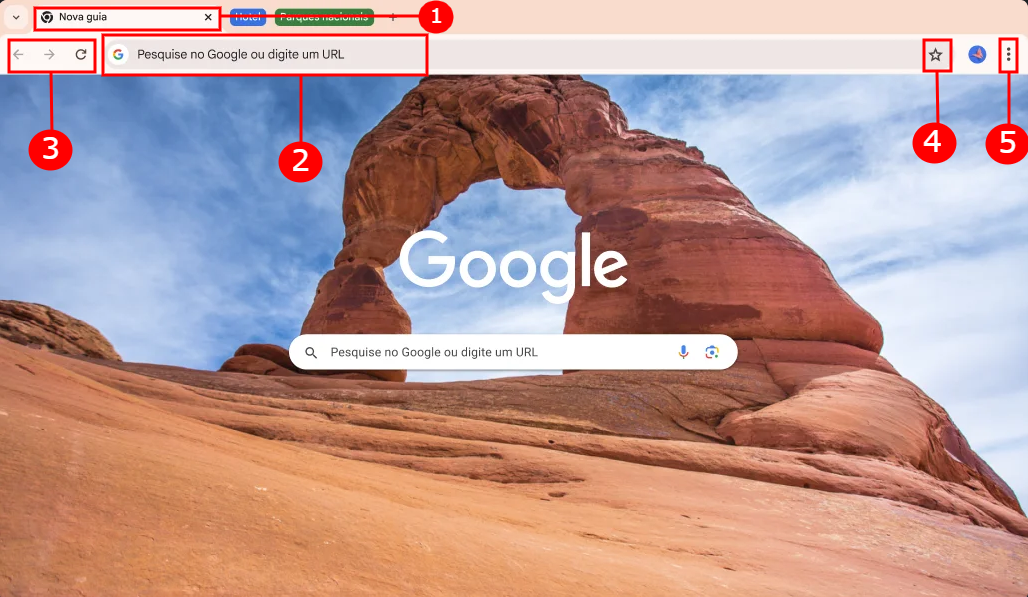 Nova guia
Hotel
Parques nacionais
1
Pesquise no Google ou digite um URL
3
2
4
5
Google
Pesquise no Google ou digite um URL